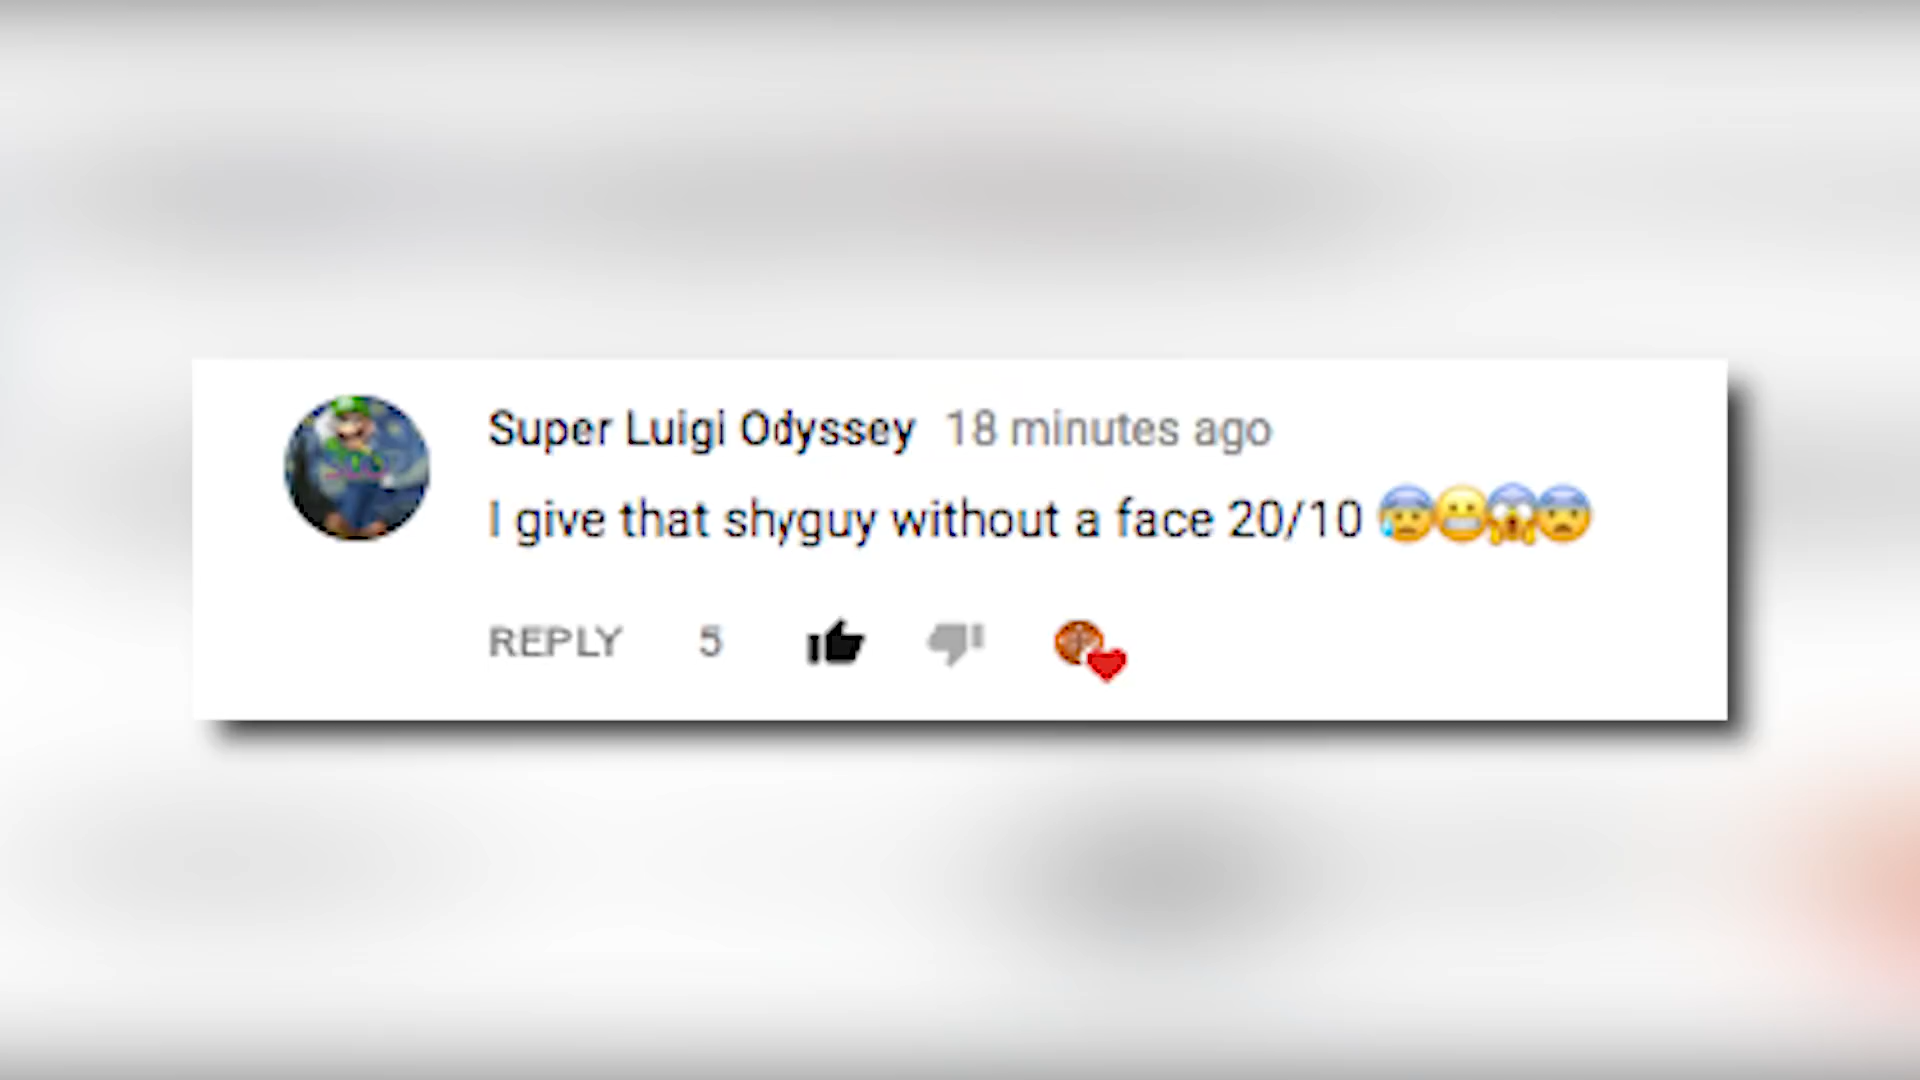 Super Luigi Odyssey 18 minutes ago
I give that shyguy without a face 20/10 😰😬😱😨
REPLY 5